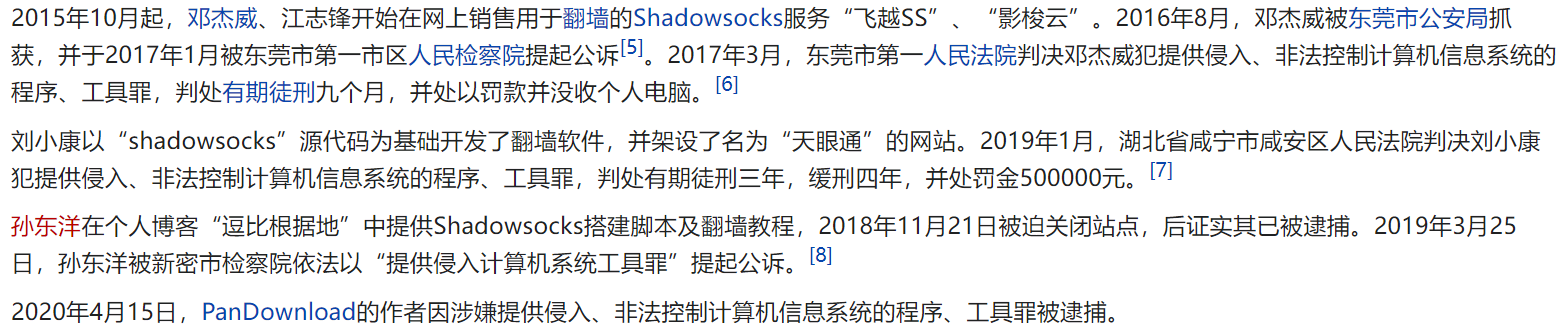 2015年10月起，邓杰威、江志锋开始在网上销售用于翻墙的Shadowsocks服务“飞越SS”、“影梭云”。2016年8月，邓杰威被东莞市公安局抓
获，并于2017年1月被东莞市第一市区人民检察院提起公诉[5]。2017年3月，东莞市第一人民法院判决邓杰威犯提供侵入、非法控制计算机信息系统的
程序、工具罪，判处有期徒刑九个月，并处以罚款并没收个人电脑。[6]
刘小康以“shadowsocks”源代码为基础开发了翻墙软件，并架设了名为“天眼通”的网站。2019年1月，湖北省咸宁市咸安区人民法院判决刘小康
犯提供侵入、非法控制计算机信息系统的程序、工具罪，判处有期徒刑三年，缓刑四年，并处罚金500000元。[7]
孙东洋在个人博客“逗比根据地”中提供Shadowsocks搭建脚本及翻墙教程，2018年11月21日被迫关闭站点，后证实其已被逮捕。2019年3月25
日，孙东洋被新密市检察院依法以“提供侵入计算机系统工具罪”提起公诉。[8]
2020年4月15日，PanDownload的作者因涉嫌提供侵入、非法控制计算机信息系统的程序、工具罪被逮捕。